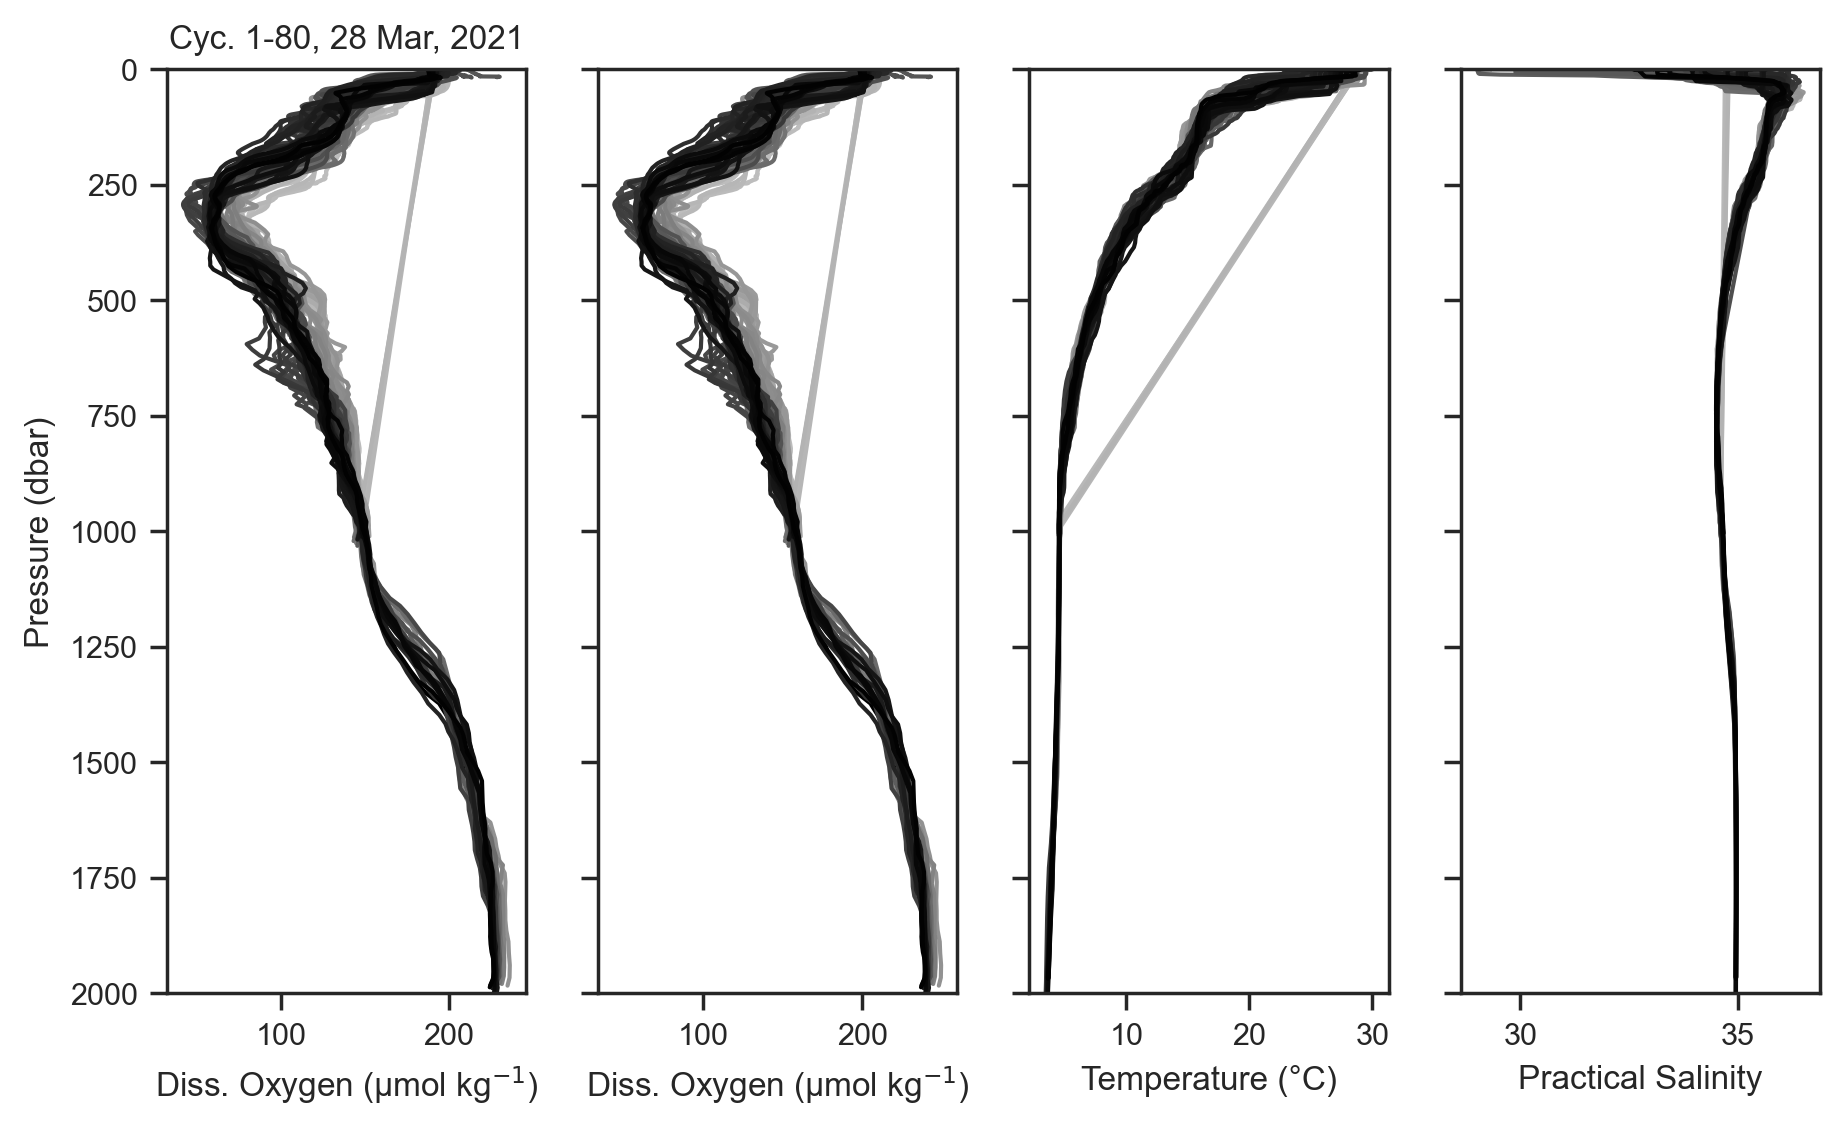 Cyc. 1-80, 28 Mar, 2021
Pressure (dbar)
0
250
500
750
1000
1250
1500
1750
2000
100 200
100 200
10 20 30
30 35
Diss. Oxygen (µmol kg⁻¹)
Diss. Oxygen (µmol kg⁻¹)
Temperature (°C)
Practical Salinity